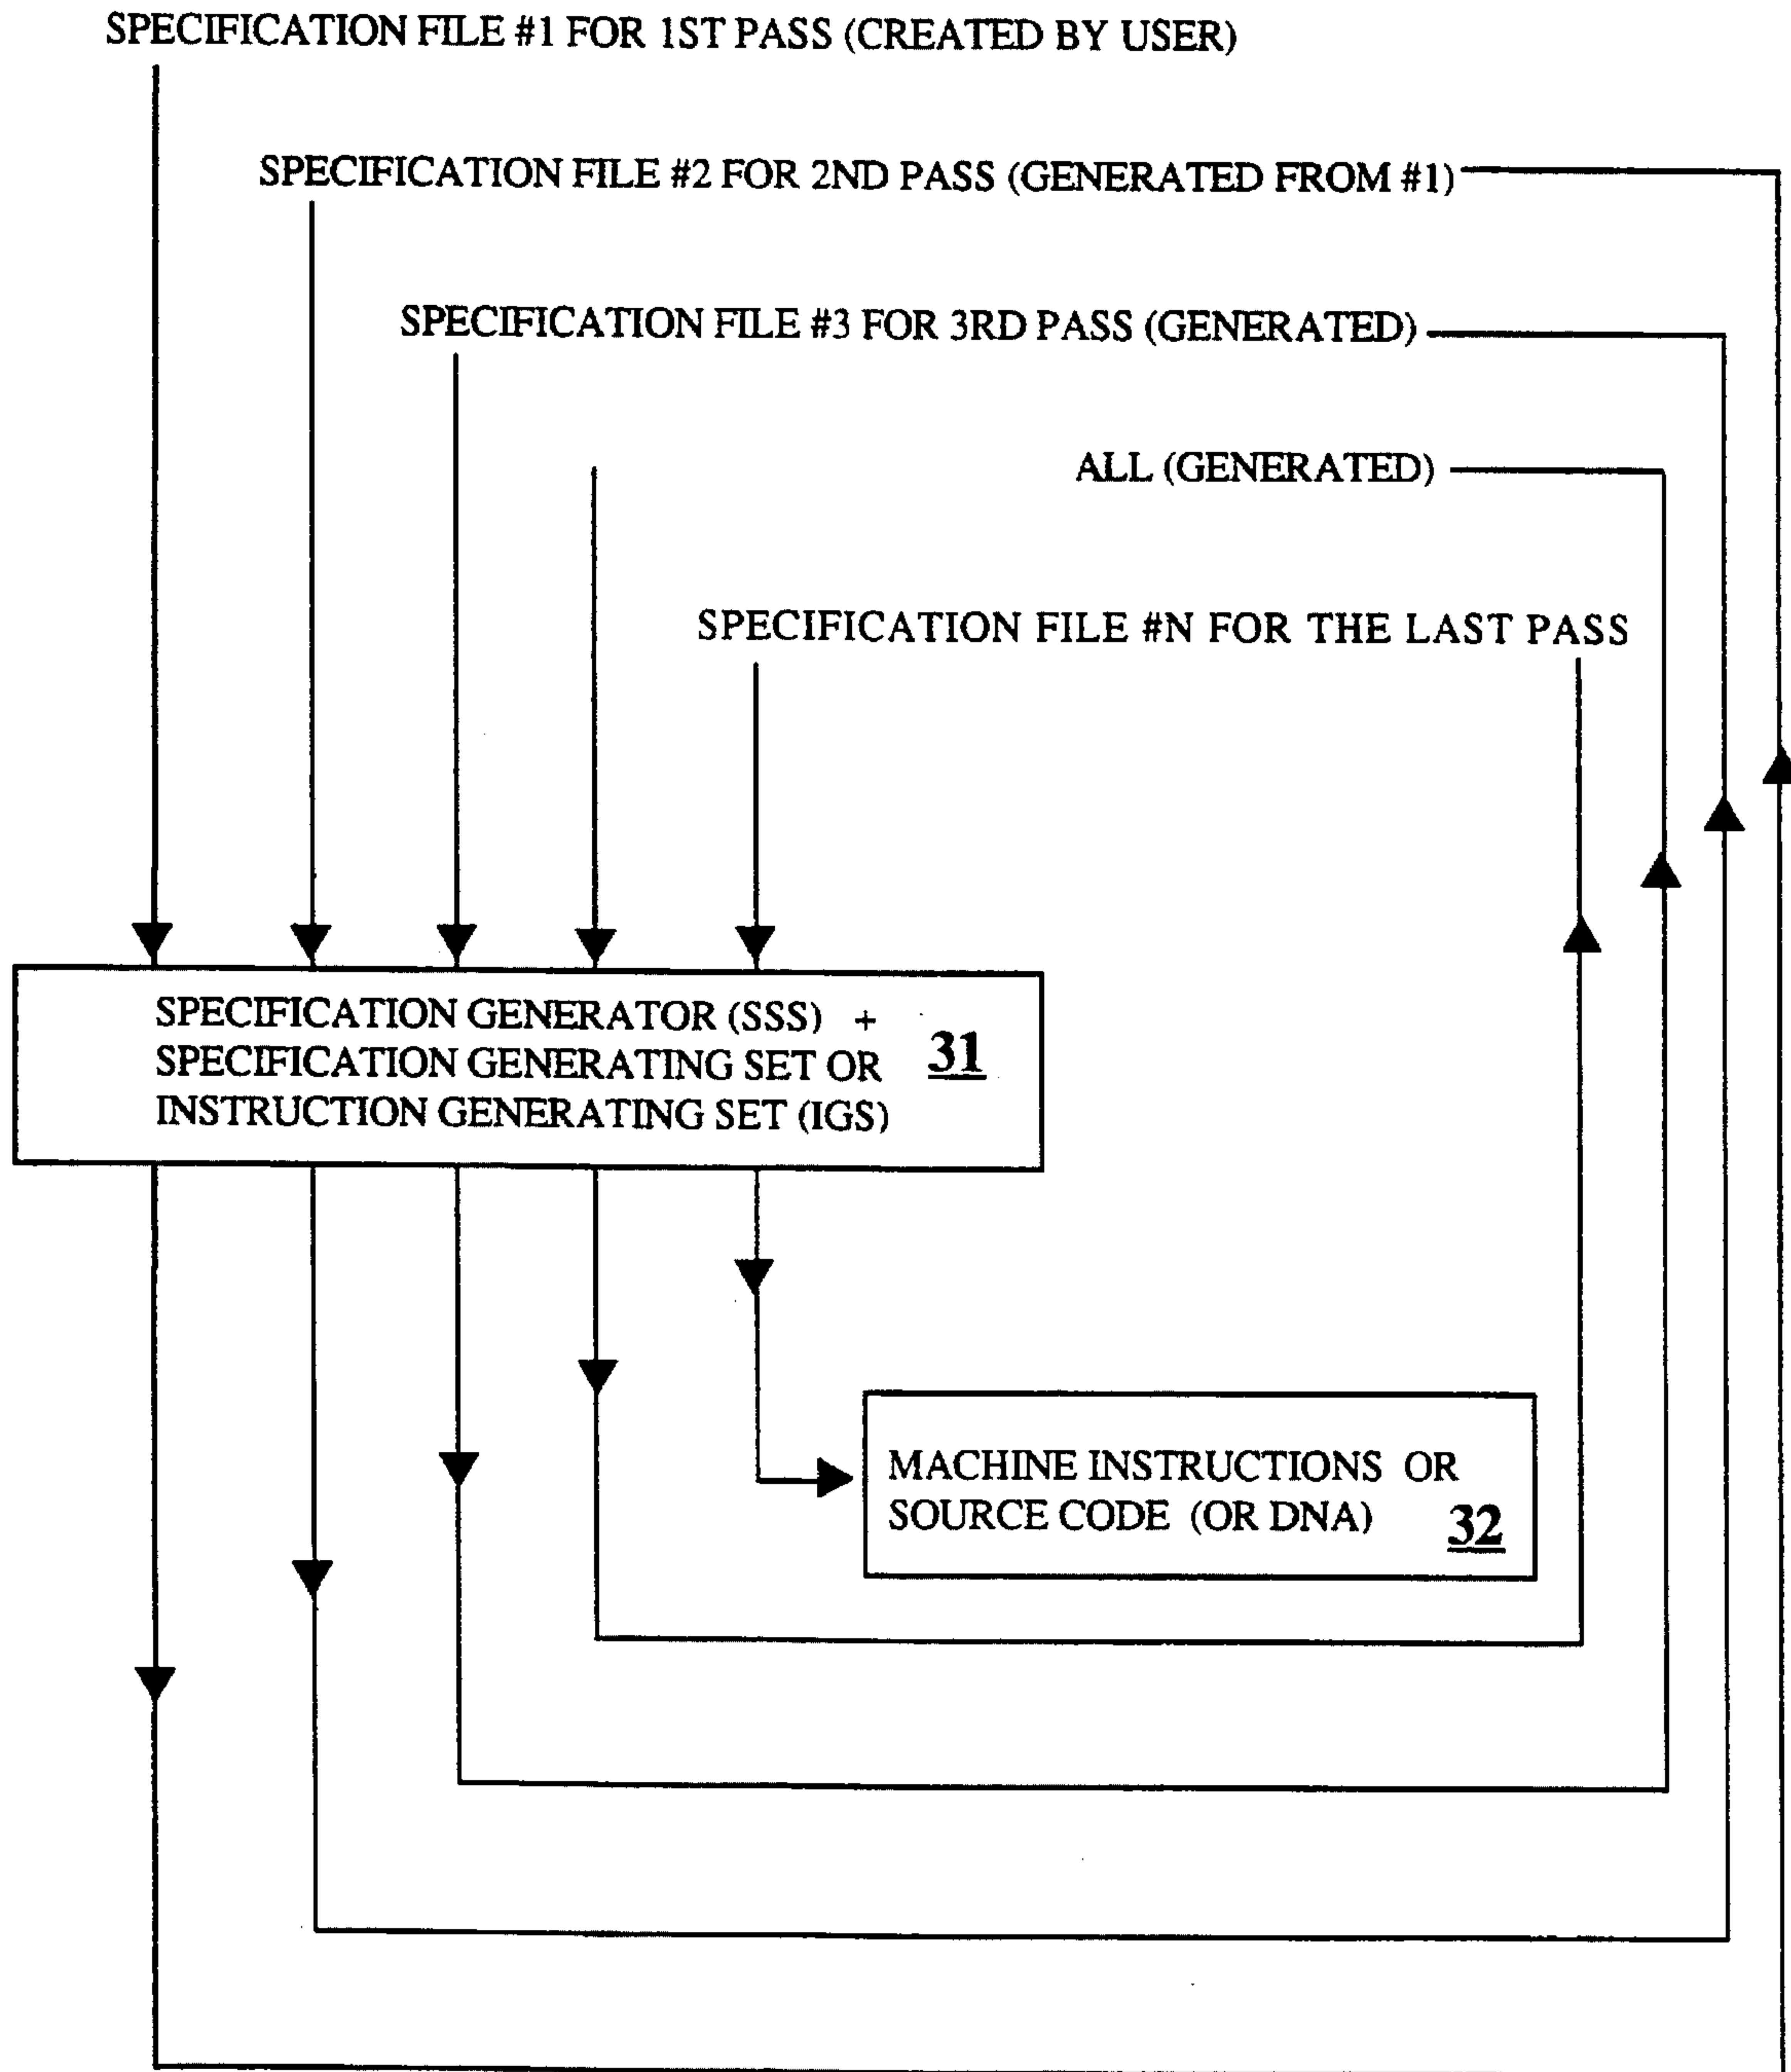 SPECIFICATION FILE #1 FOR 1ST PASS (CREATED BY USER)
SPECIFICATION FILE #2 FOR 2ND PASS (GENERATED FROM #1)
SPECIFICATION FILE #3 FOR 3RD PASS (GENERATED)
ALL (GENERATED)
SPECIFICATION FILE #N FOR THE LAST PASS
SPECIFICATION GENERATOR (SSS) +
SPECIFICATION GENERATING SET OR 31
INSTRUCTION GENERATING SET (IGS)
MACHINE INSTRUCTIONS OR
SOURCE CODE (OR DNA) 32